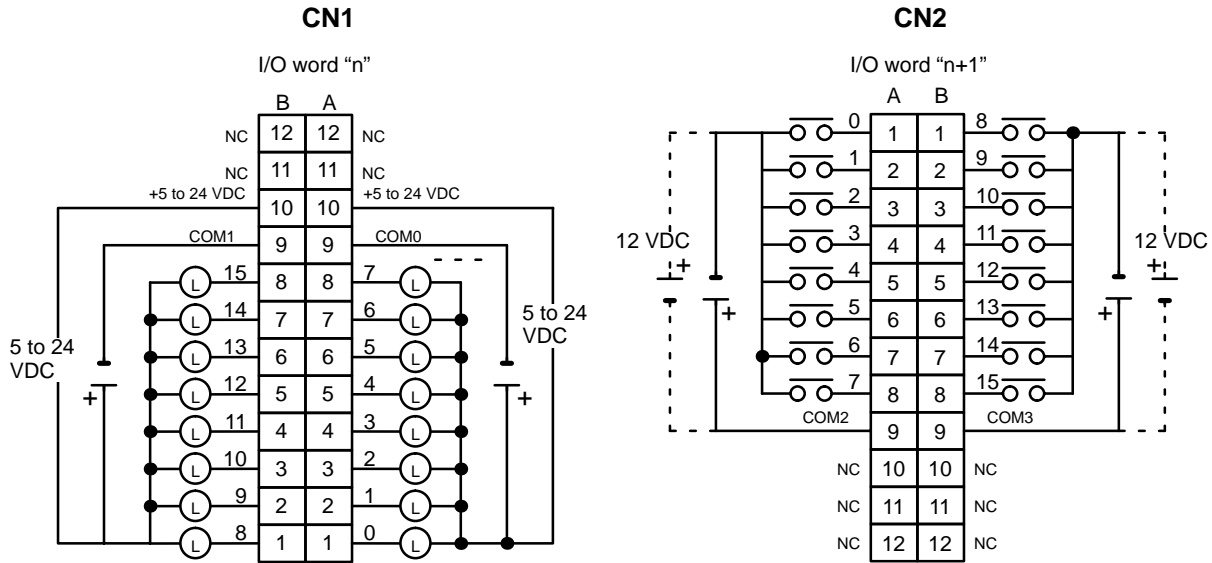 CN1
I/O word “n”
B A
NC 12 12 NC
NC 11 11 NC
+5 to 24 VDC 10 10 +5 to 24 VDC
COM1 9 9 COM0
L 15 8 8 7 L
L 14 7 7 6 L
L 13 6 6 5 L
L 12 5 5 4 L
L 11 4 4 3 L
L 10 3 3 2 L
L 9 2 2 1 L
L 8 1 1 0 L
5 to 24
VDC
+
5 to 24
VDC
+
CN2
I/O word “n+1”
A B
0 1 1 8
1 2 2 9
2 3 3 10
3 4 4 11
4 5 5 12
5 6 6 13
6 7 7 14
7 8 8 15
COM2 9 9 COM3
NC 10 10 NC
NC 11 11 NC
NC 12 12 NC
12 VDC
+
+
12 VDC
+
+